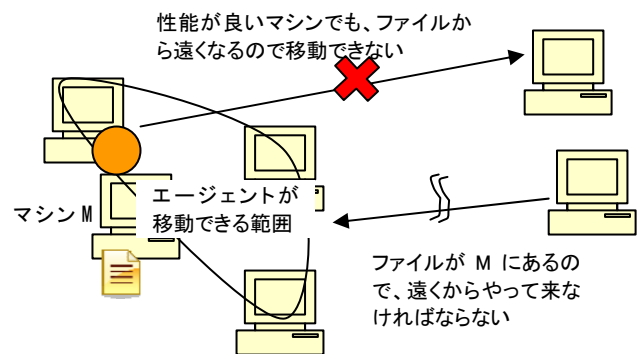 性能が良いマシンでも、ファイルか
ら遠くなるので移動できない
エージェントが
移動できる範囲
マシン M
ファイルが M にあるの
で、遠くからやって来な
ければならない